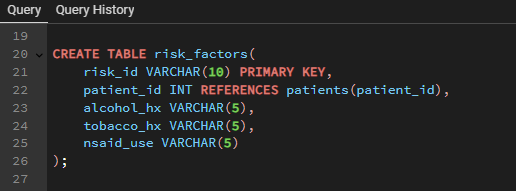 Query Query History
19
20 CREATE TABLE risk_factors(
21 risk_id VARCHAR(10) PRIMARY KEY,
22 patient_id INT REFERENCES patients(patient_id),
23 alcohol_hx VARCHAR(5),
24 tobacco_hx VARCHAR(5),
25 nsaid_use VARCHAR(5)
26 );
27